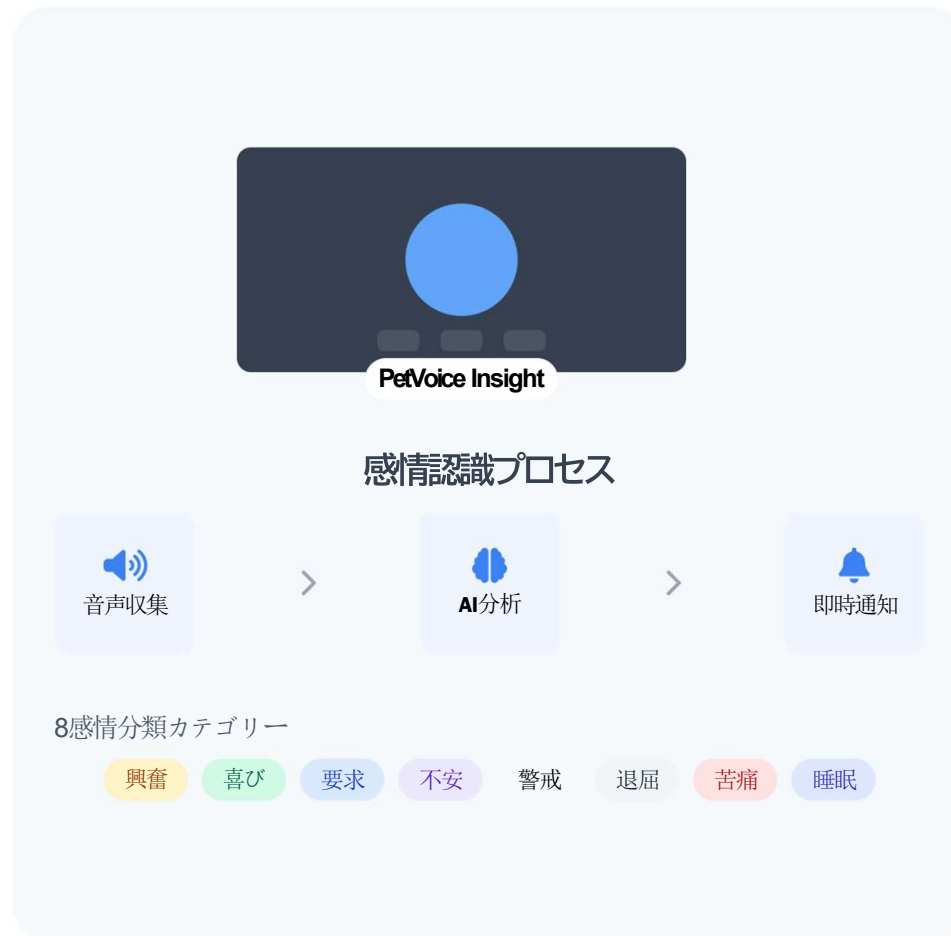 PetVoice Insight
感情認識プロセス
音声収集 AI分析 即時通知
8感情分類カテゴリー
興奮 喜び 要求 不安 警戒 退屈 苦痛 睡眠